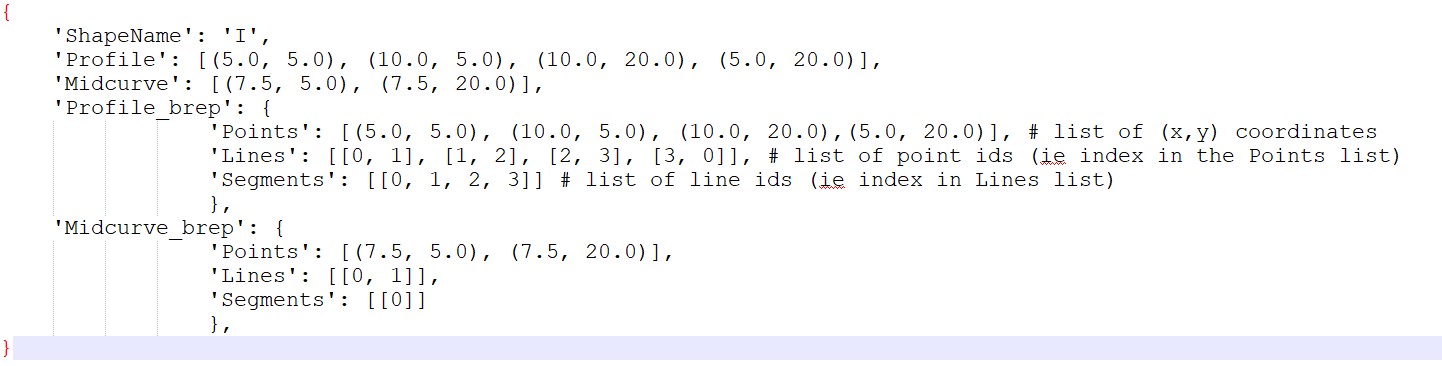 {
'ShapeName': 'I',
'Profile': [(5.0, 5.0), (10.0, 5.0), (10.0, 20.0), (5.0, 20.0)],
'Midcurve': [(7.5, 5.0), (7.5, 20.0)],
'Profile_brep': {
'Points': [(5.0, 5.0), (10.0, 5.0), (10.0, 20.0),(5.0, 20.0)], # list of (x,y) coordinates
'Lines': [[0, 1], [1, 2], [2, 3], [3, 0]], # list of point ids (ie index in the Points list)
'Segments': [[0, 1, 2, 3]] # list of line ids (ie index in Lines list)
},
'Midcurve_brep': {
'Points': [(7.5, 5.0), (7.5, 20.0)],
'Lines': [[0, 1]],
'Segments': [[0]]
},
}